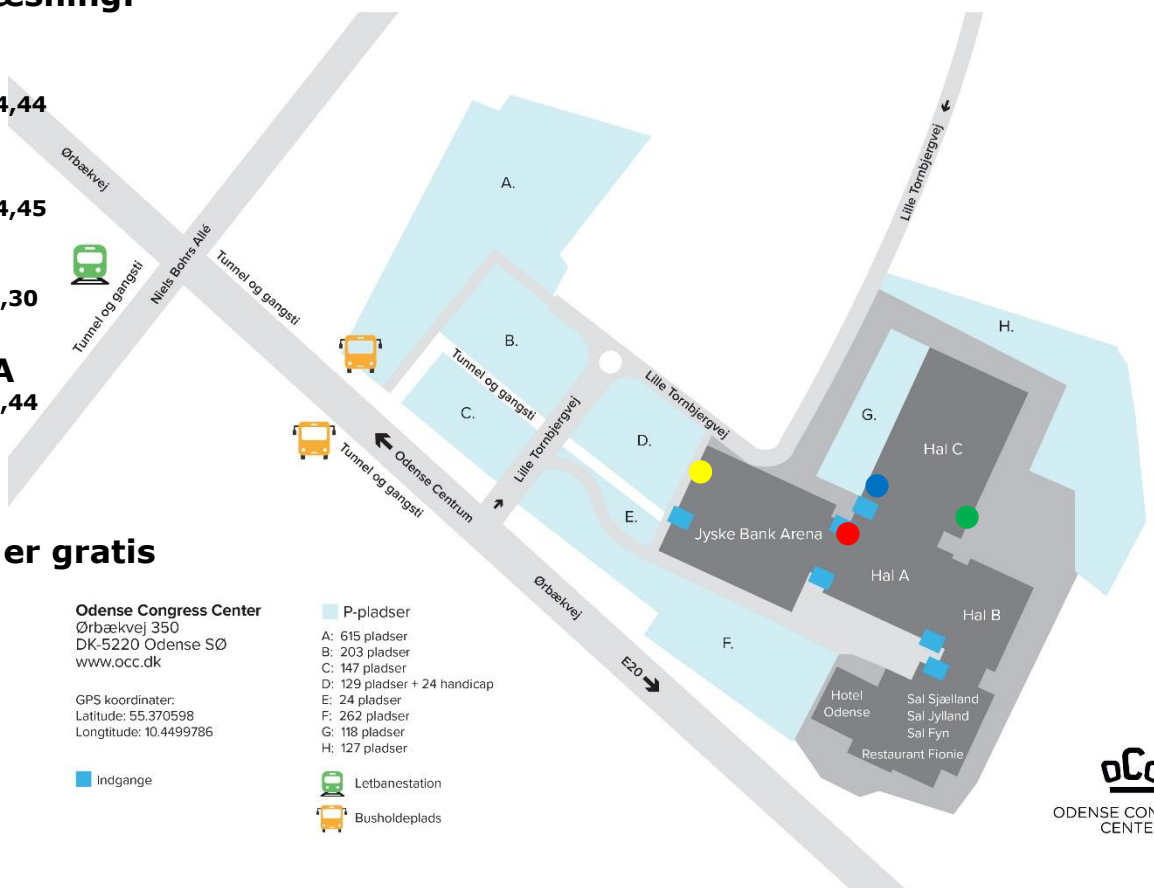 4,44
4,45
,30
A
,44
er gratis
Ørbækvej
Niels Bohrs Allé
Tunnel og gangsti
Tunnel og gangsti
A.
B.
Tunnel og gangsti
C.
Lille Tornbjergvej
Lille Tornbjergvej
Lille Tornbjergvej
D.
E.
F.
G.
H.
Odense Centrum
Tunnel og gangsti
Ørbækvej
E20
Jyske Bank Arena
Hal C
Hal A
Hal B
Hotel
Odense
Sal Sjælland
Sal Jylland
Sal Fyn
Restaurant Fionie
Odense Congress Center
Ørbækvej 350
DK-5220 Odense SØ
www.occ.dk
GPS koordinater:
Latitude: 55.370598
Longtitude: 10.4499786
Indgange
P-pladser
A: 615 pladser
B: 203 pladser
C: 147 pladser
D: 129 pladser + 24 handicap
E: 24 pladser
F: 262 pladser
G: 118 pladser
H: 127 pladser
Letbanestation
Busholdeplads
ODENSE CON
CENTE